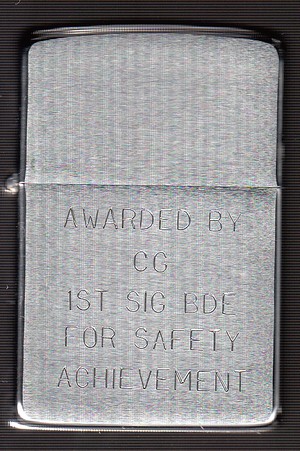 AWARDED BY
CG
1ST SIG BDE
FOR SAFETY
ACHIEVEMENT